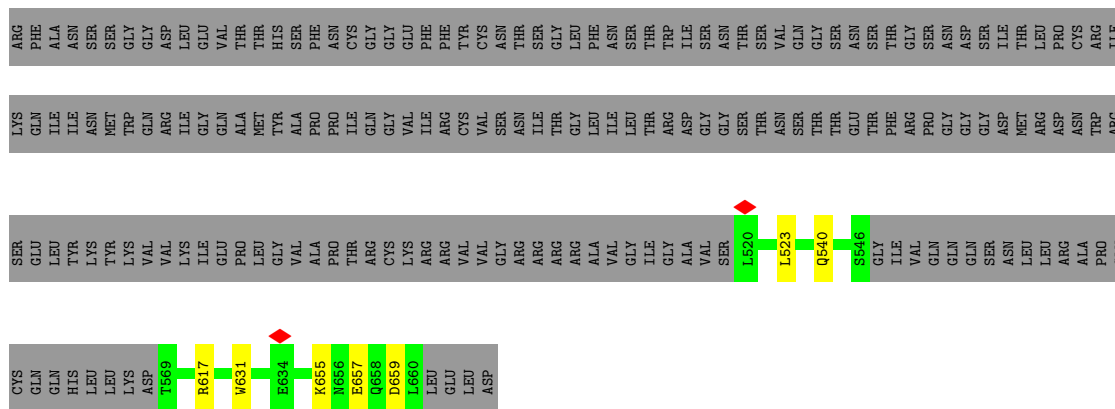 ARG PHE ALA ASN SER SER GLY GLY ASP LEU GLU VAL THR THR HIS SER PHE ASN CYS GLY GLY GLU PHE PHE TYR CYS ASN THR SER GLY LEU PHE ASN SER THR TRP ILE SER ASN THR SER VAL GLN GLY SER ASN SER THR GLY SER ASN ASP SER ILE THR LEU PRO CYS ARG ILE
LYS GLN ILE ILE ASN MET TRP GLN ARG ILE GLY GLN ALA MET TYR ALA PRO PRO ILE GLN GLY VAL ILE ARG CYS VAL SER ASN ILE THR GLY LEU ILE LEU THR ARG ASP GLY GLY SER THR ASN SER THR THR GLU THR PHE ARG PRO GLY GLY GLY ASP MET ARG ASP ASN TRP ARG
SER GLU LEU TYR LYS TYR LYS VAL VAL LYS ILE GLU PRO LEU GLY VAL ALA PRO THR ARG CYS LYS ARG ARG VAL VAL GLY ARG ARG ARG ARG ALA VAL GLY ILE GLY ALA VAL SER L520 L523 Q540 S546 GLY ILE VAL GLN GLN GLN SER ASN LEU LEU ARG ALA PRO
CYS GLN GLN HIS LEU LEU LYS ASP T569 R617 W631 E634 K655 N656 E657 Q658 D659 L660 LEU GLU LEU ASP